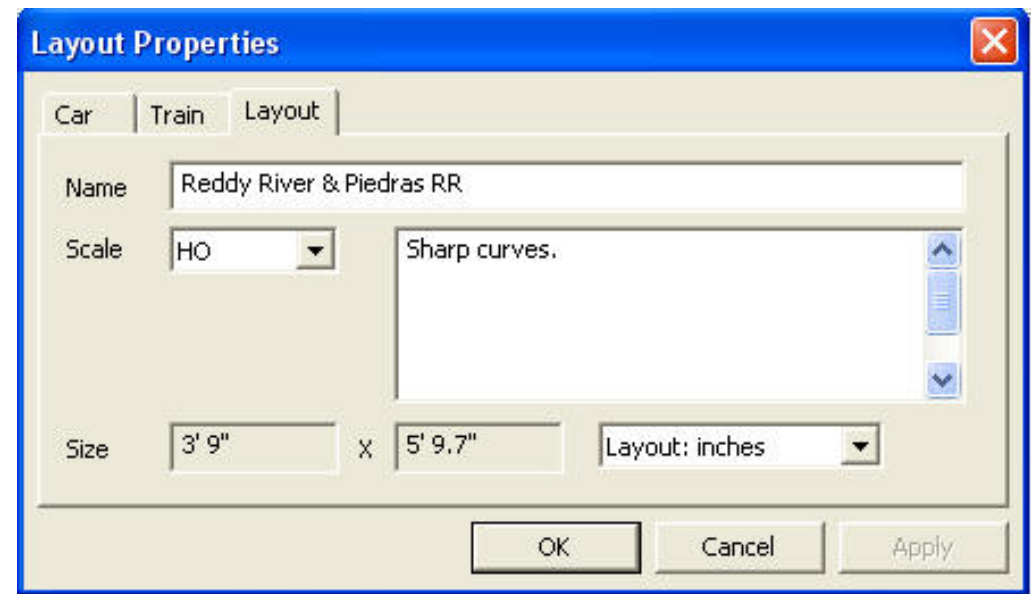 Layout Properties
Car Train Layout
Name Reddy River & Piedras RR
Scale HO Sharp curves.
Size 3' 9" X 5' 9.7" Layout: inches
OK Cancel Apply